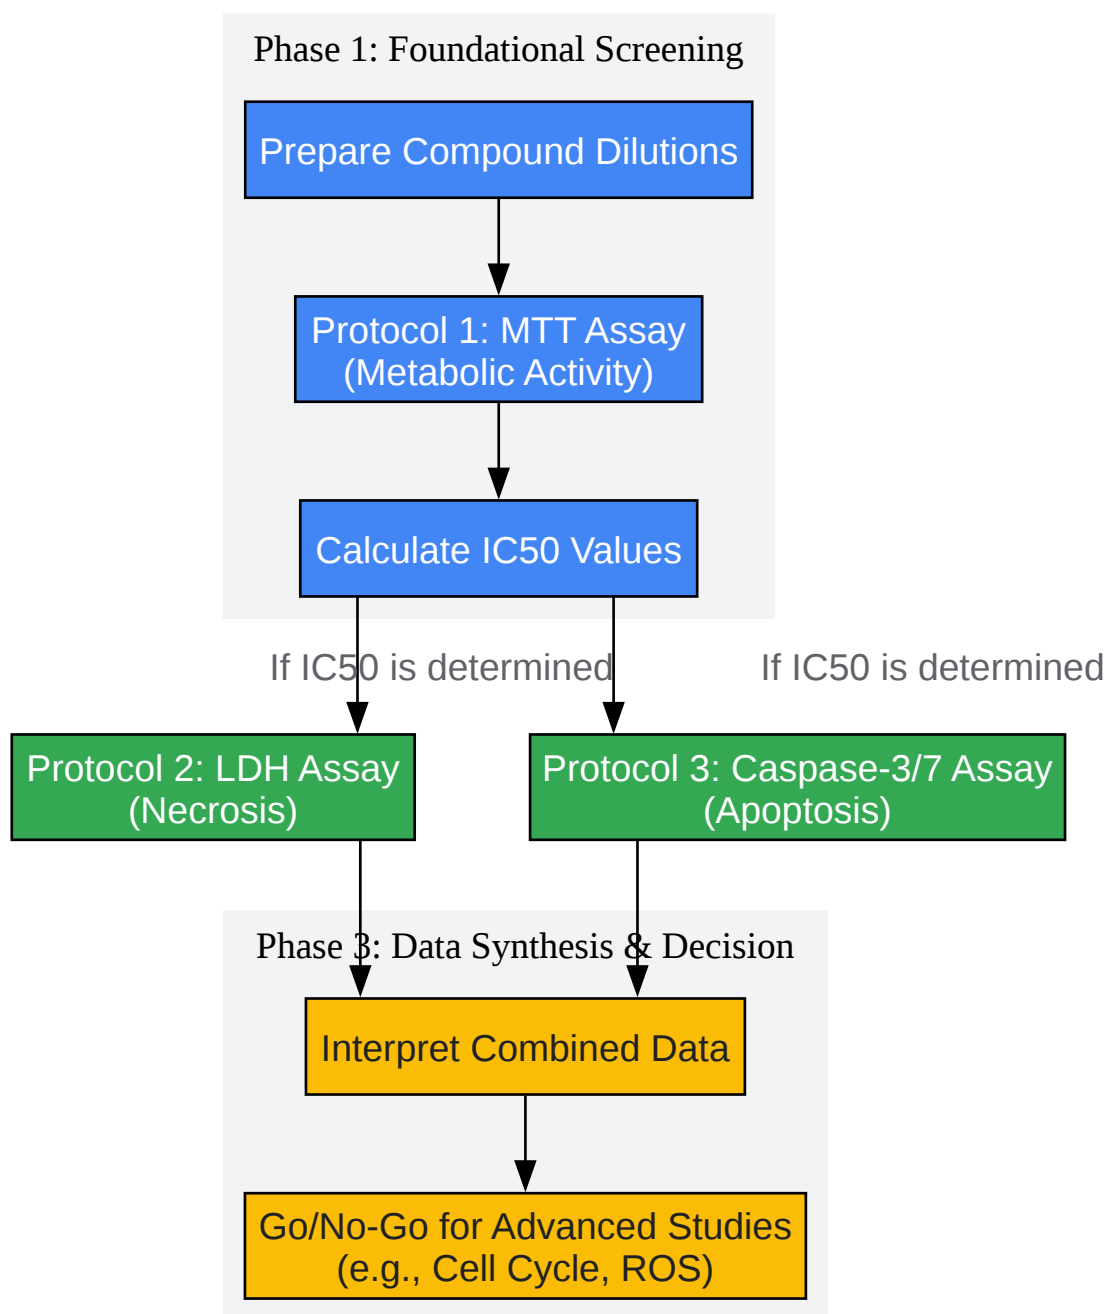 Phase 1: Foundational Screening
Prepare Compound Dilutions
Protocol 1: MTT Assay
(Metabolic Activity)
Calculate IC50 Values
If IC50 is determined
If IC50 is determined
Protocol 2: LDH Assay
(Necrosis)
Protocol 3: Caspase-3/7 Assay
(Apoptosis)
Phase 3: Data Synthesis & Decision
Interpret Combined Data
Go/No-Go for Advanced Studies
(e.g., Cell Cycle, ROS)